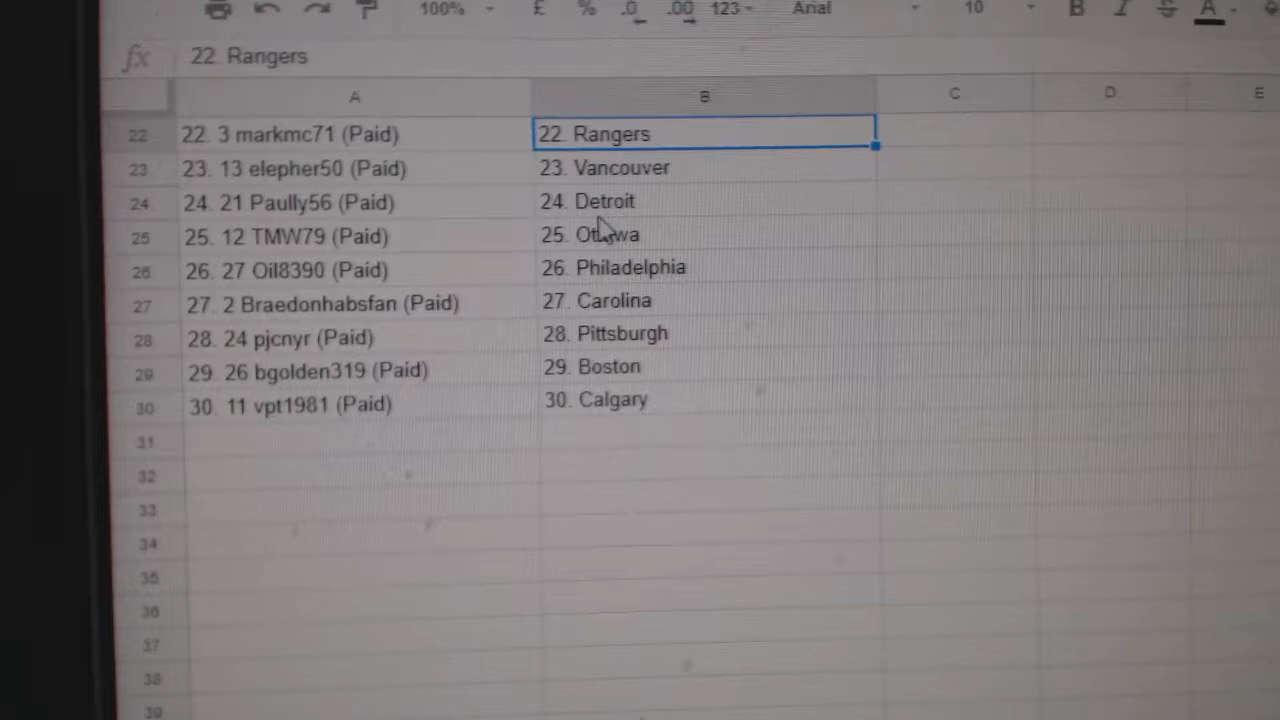 100% £ % .0 .00 123 Arial 10 B I S A
fx 22. Rangers
A B C D E
22 22. 3 markmc71 (Paid) 22. Rangers
23 23. 13 elepher50 (Paid) 23. Vancouver
24 24. 21 Paully56 (Paid) 24. Detroit
25 25. 12 TMW79 (Paid) 25. Ottawa
26 26. 27 Oil8390 (Paid) 26. Philadelphia
27 27. 2 Braedonhabsfan (Paid) 27. Carolina
28 28. 24 pjcnyr (Paid) 28. Pittsburgh
29 29. 26 bgolden319 (Paid) 29. Boston
30 30. 11 vpt1981 (Paid) 30. Calgary
31
32
33
34
35
36
37
38
39